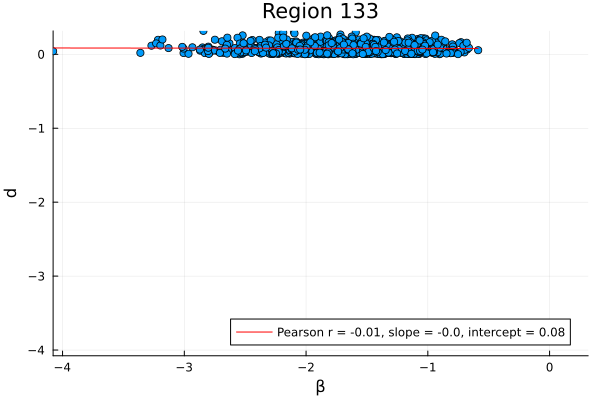 Region 133
d
0
−1
−2
−3
−4
Pearson r = -0.01, slope = -0.0, intercept = 0.08
−4 −3 −2 −1 0
β